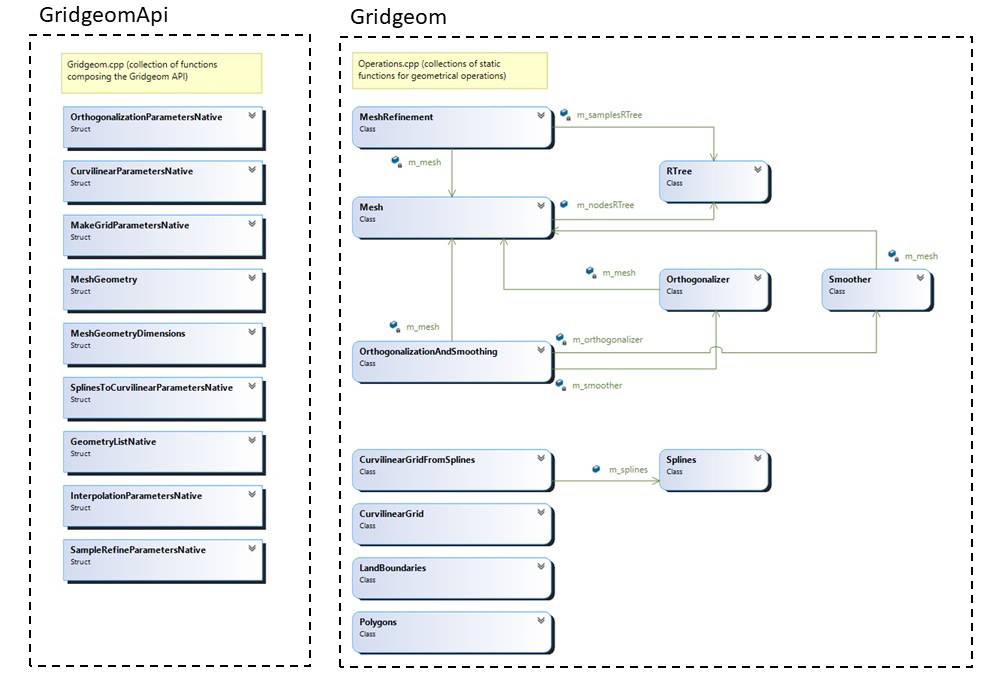 GridgeomApi
Gridgeom.cpp (collection of functions
composing the Gridgeom API)
OrthogonalizationParametersNative
Struct
CurvilinearParametersNative
Struct
MakeGridParametersNative
Struct
MeshGeometry
Struct
MeshGeometryDimensions
Struct
SplinesToCurvilinearParametersNative
Struct
GeometryListNative
Struct
InterpolationParametersNative
Struct
SampleRefineParametersNative
Struct
Gridgeom
Operations.cpp (collections of static
functions for geometrical operations)
MeshRefinement
Class
m_samplesRTree
m_mesh
RTree
Class
Mesh
Class
m_nodesRTree
m_mesh
m_mesh
Orthogonalizer
Class
Smoother
Class
m_mesh
OrthogonalizationAndSmoothing
Class
m_orthogonalizer
m_smoother
CurvilinearGridFromSplines
Class
m_splines
Splines
Class
CurvilinearGrid
Class
LandBoundaries
Class
Polygons
Class